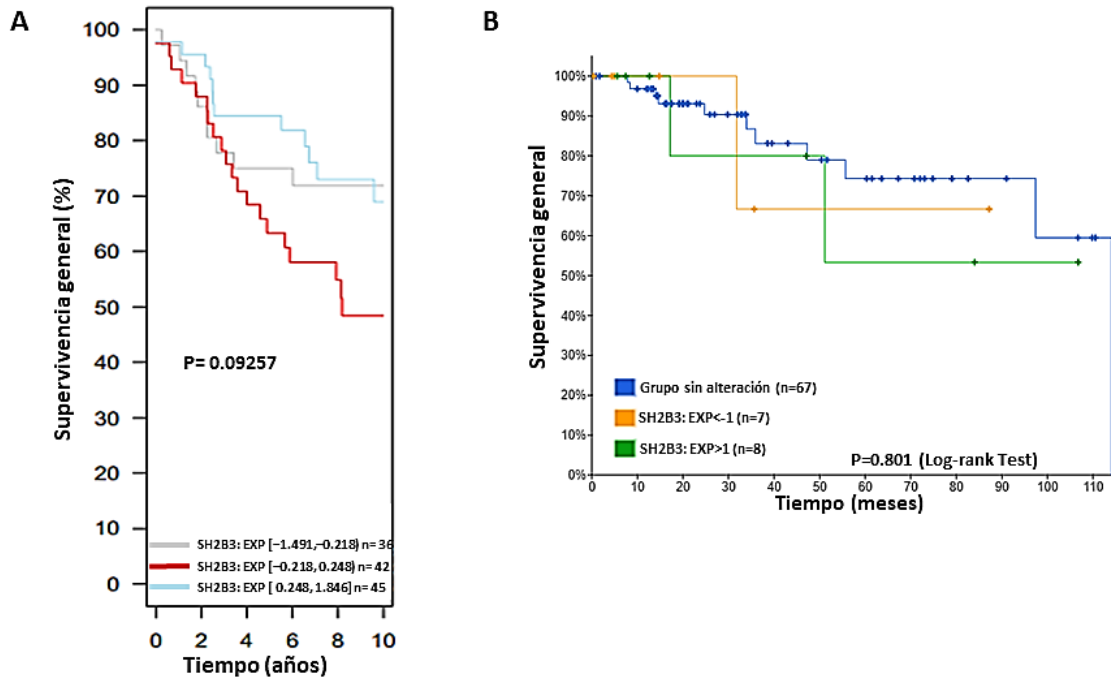 A
Supervivencia general (%)
100
90
80
70
60
50
40
30
20
10
0
P= 0.09257
SH2B3: EXP [−1.491,−0.218) n= 36
SH2B3: EXP [-0.218, 0.248) n= 42
SH2B3: EXP [ 0.248, 1.846] n= 45
0 2 4 6 8 10
Tiempo (años)
B
Supervivencia general
100%
90%
80%
70%
60%
50%
40%
30%
20%
10%
0%
Grupo sin alteración (n=67)
SH2B3: EXP<-1 (n=7)
SH2B3: EXP>1 (n=8)
P=0.801 (Log-rank Test)
0 10 20 30 40 50 60 70 80 90 100 110
Tiempo (meses)